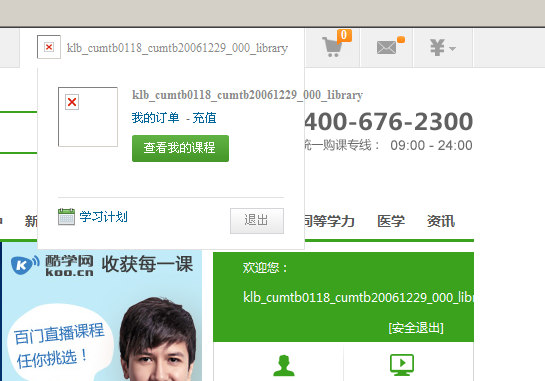 klb_cumtb0118_cumtb20061229_000_library
0
¥
klb_cumtb0118_cumtb20061229_000_library
我的订单 - 充值
查看我的课程
400-676-2300
统一购课专线： 09:00 - 24:00
学习计划
退出
新
同等学力 医学 资讯
酷学网
koo.cn
收获每一课
百门直播课程
任你挑选！
欢迎您：
klb_cumtb0118_cumtb20061229_000_libr
[安全退出]